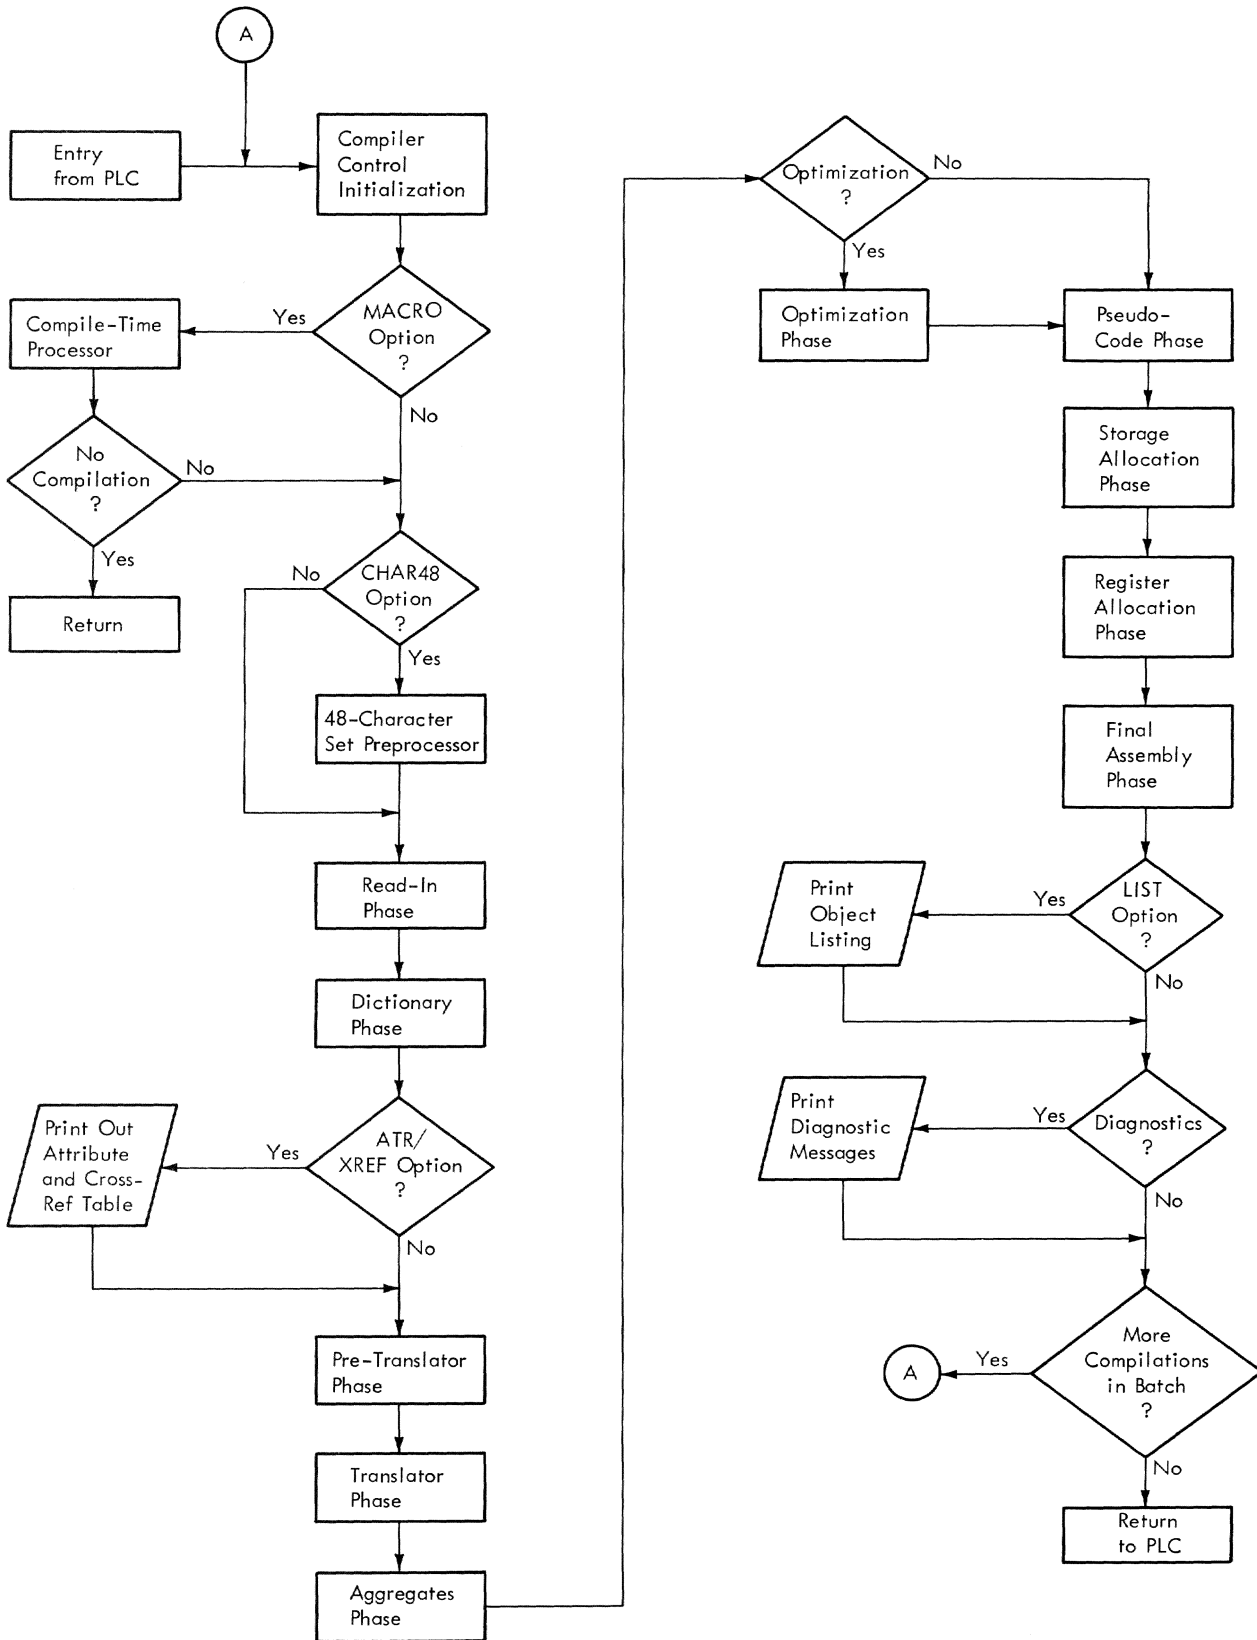 A
Entry
from PLC
Compiler
Control
Initialization
MACRO
Option
?
Yes
No
Compile-Time
Processor
No
Compilation
?
No
Yes
Return
CHAR48
Option
?
No
Yes
48-Character
Set Preprocessor
Read-In
Phase
Dictionary
Phase
ATR/
XREF Option
?
Yes
No
Print Out
Attribute
and Cross-
Ref Table
Pre-Translator
Phase
Translator
Phase
Aggregates
Phase
Optimization
?
No
Yes
Optimization
Phase
Pseudo-
Code Phase
Storage
Allocation
Phase
Register
Allocation
Phase
Final
Assembly
Phase
LIST
Option
?
Yes
No
Print
Object
Listing
Diagnostics
?
Yes
No
Print
Diagnostic
Messages
More
Compilations
in Batch
?
Yes
A
No
Return
to PLC